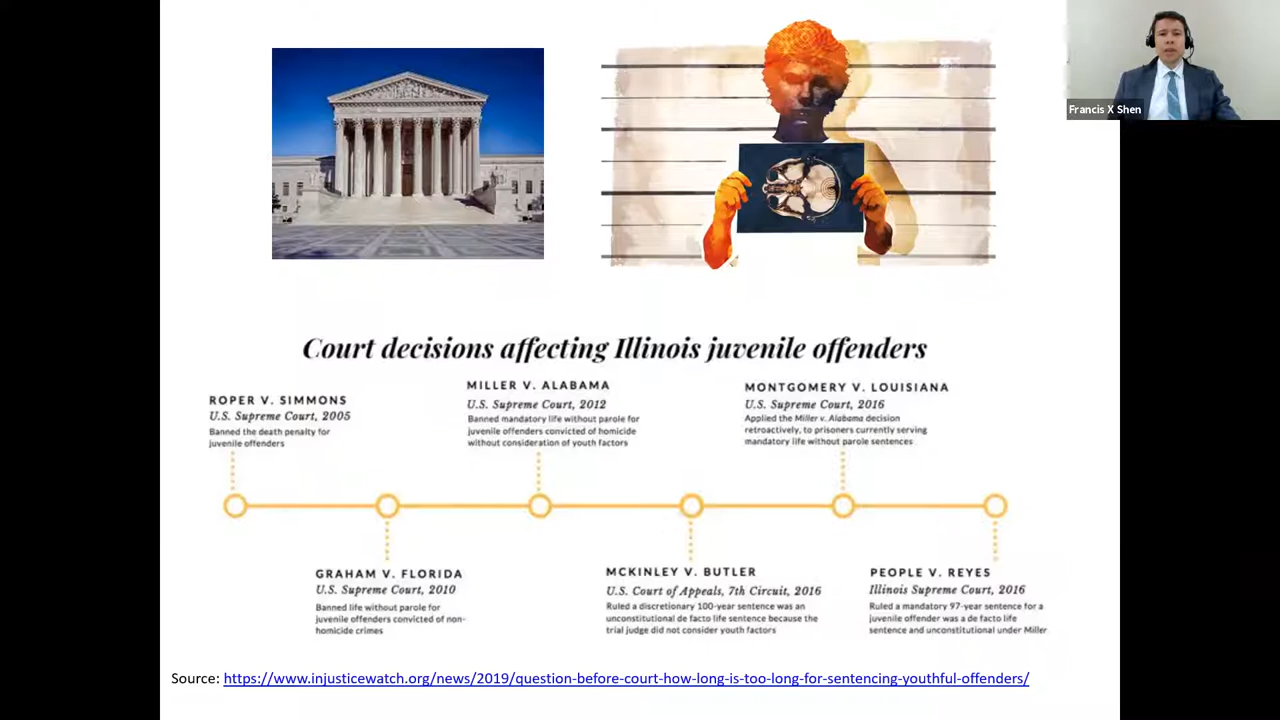 Francis X Shen
Court decisions affecting Illinois juvenile offenders
ROPER V. SIMMONS
U.S. Supreme Court, 2005
Banned the death penalty for
juvenile offenders
MILLER V. ALABAMA
U.S. Supreme Court, 2012
Banned mandatory life without parole for
juvenile offenders convicted of homicide
without consideration of youth factors
MONTGOMERY V. LOUISIANA
U.S. Supreme Court, 2016
Applied the Miller v. Alabama decision
retroactively, to prisoners currently serving
mandatory life without parole sentences
GRAHAM V. FLORIDA
U.S. Supreme Court, 2010
Banned life without parole for
juvenile offenders convicted of non-
homicide crimes
MCKINLEY V. BUTLER
U.S. Court of Appeals, 7th Circuit, 2016
Ruled a discretionary 100-year sentence was an
unconstitutional de facto life sentence because the
trial judge did not consider youth factors
PEOPLE V. REYES
Illinois Supreme Court, 2016
Ruled a mandatory 97-year sentence for a
juvenile offender was a de facto life
sentence and unconstitutional under Miller
Source: https://www.injusticewatch.org/news/2019/question-before-court-how-long-is-too-long-for-sentencing-youthful-offenders/